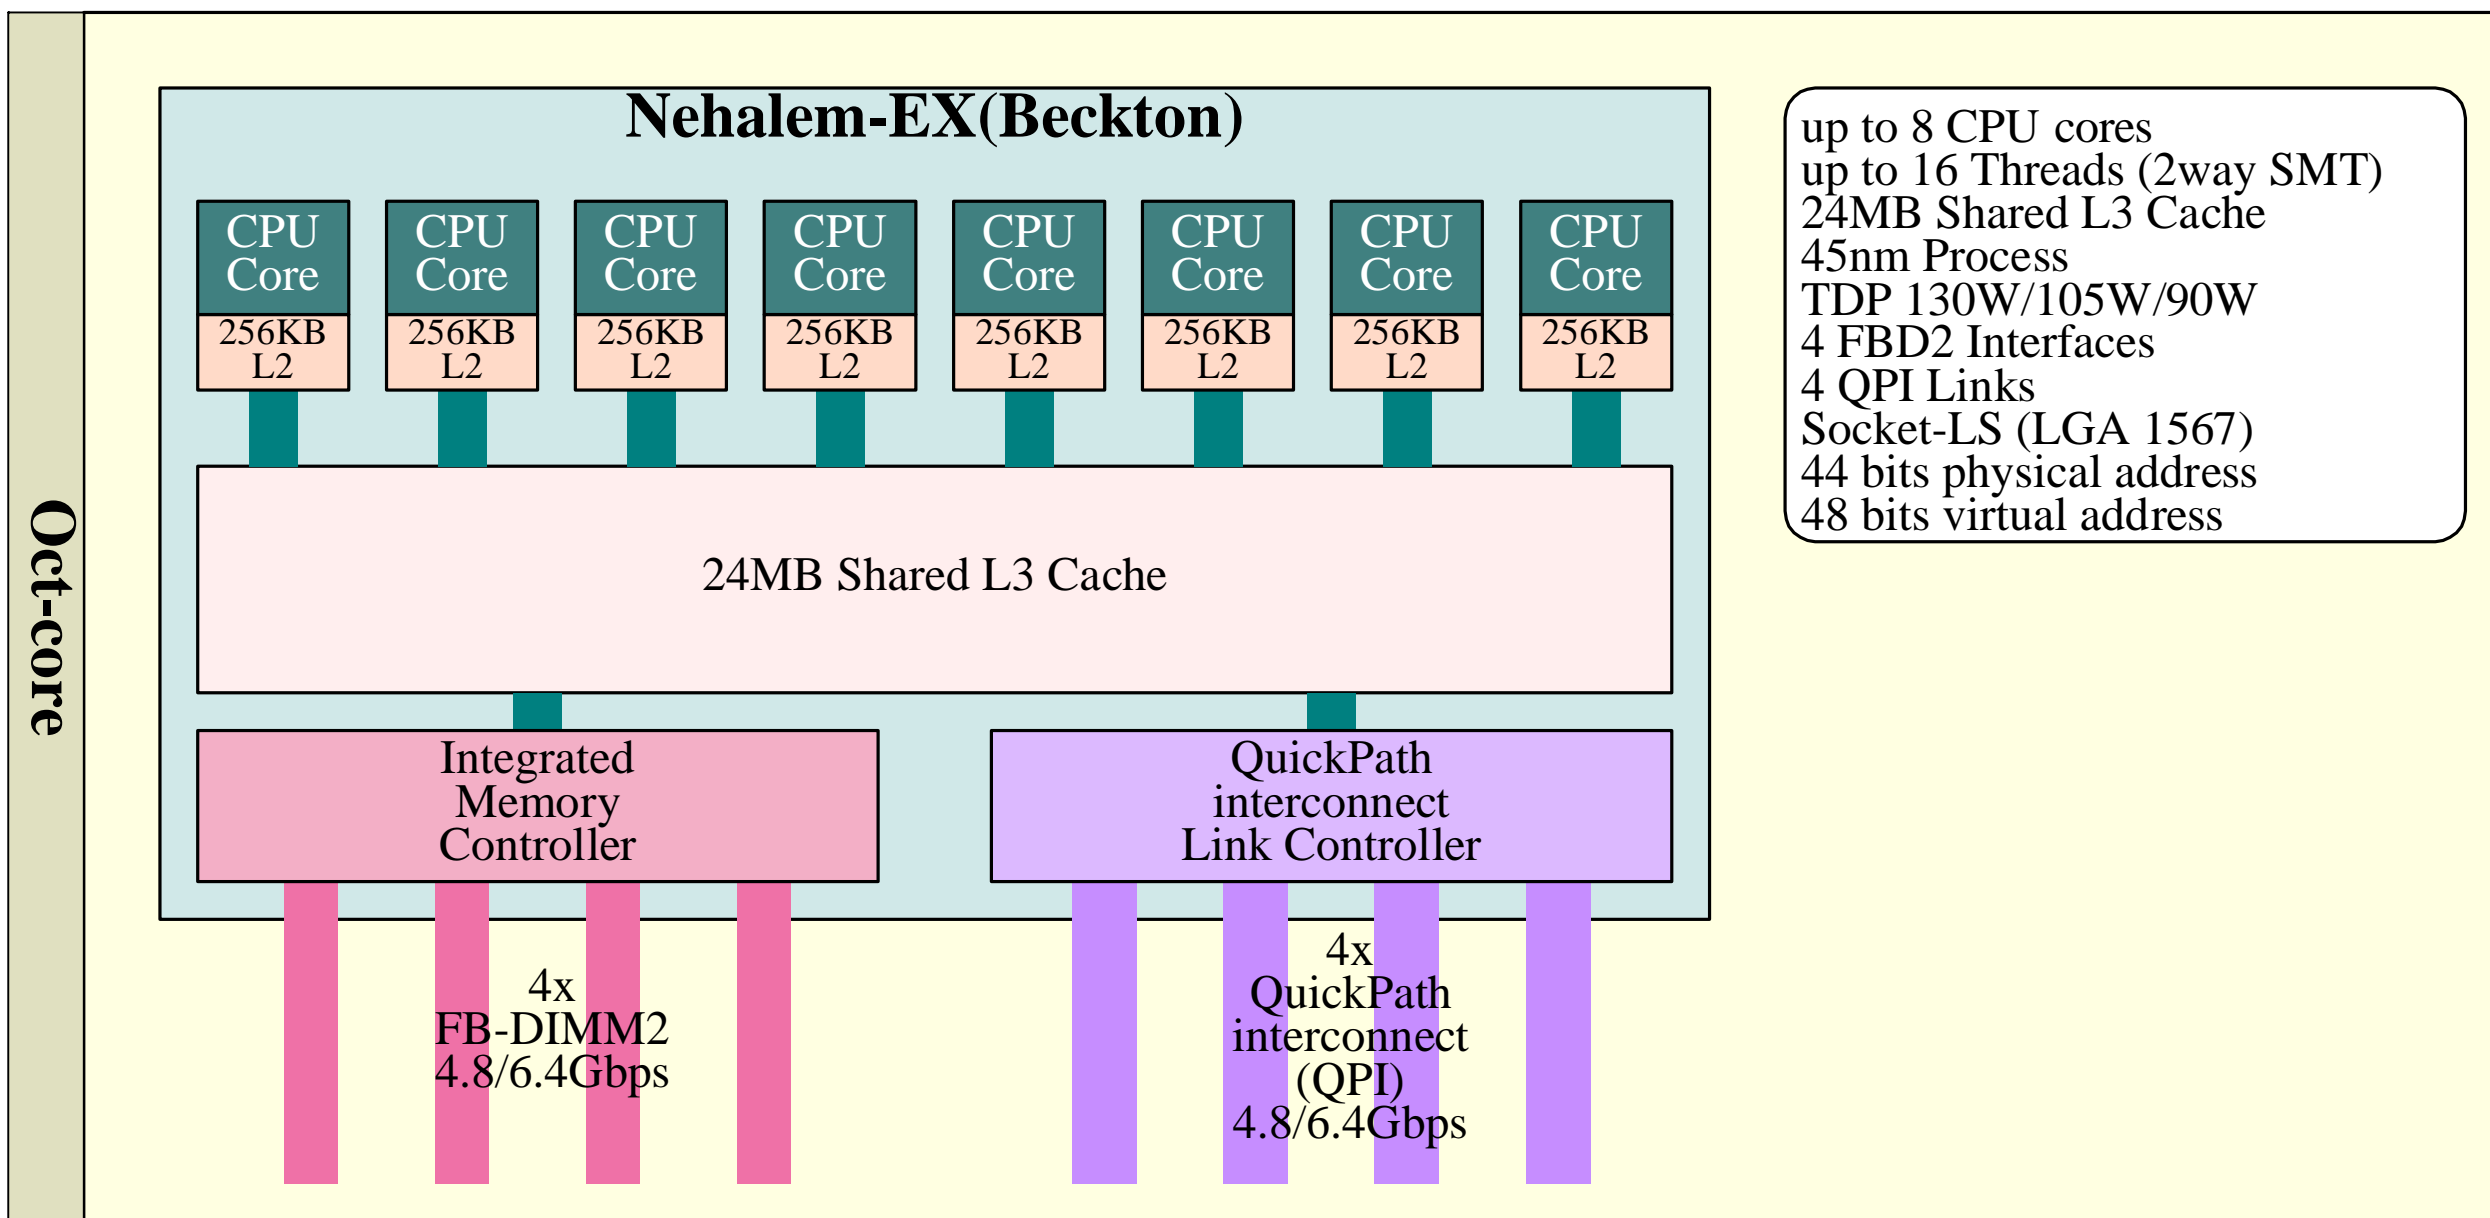 Oct-core
Nehalem-EX(Beckton)
CPU CPU CPU CPU CPU CPU CPU CPU
Core Core Core Core Core Core Core Core
256KB 256KB 256KB 256KB 256KB 256KB 256KB 256KB
L2 L2 L2 L2 L2 L2 L2 L2
24MB Shared L3 Cache
Integrated
Memory
Controller
QuickPath
interconnect
Link Controller
4x
FB-DIMM2
4.8/6.4Gbps
4x
QuickPath
interconnect
(QPI)
4.8/6.4Gbps
up to 8 CPU cores
up to 16 Threads (2way SMT)
24MB Shared L3 Cache
45nm Process
TDP 130W/105W/90W
4 FBD2 Interfaces
4 QPI Links
Socket-LS (LGA 1567)
44 bits physical address
48 bits virtual address